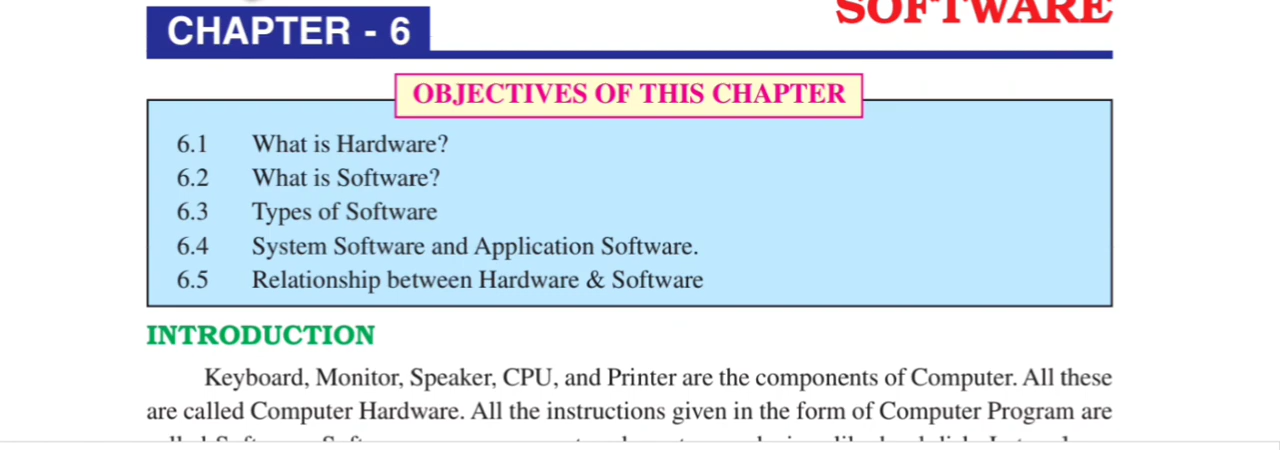 SOFTWARE
CHAPTER - 6
OBJECTIVES OF THIS CHAPTER
6.1 What is Hardware?
6.2 What is Software?
6.3 Types of Software
6.4 System Software and Application Software.
6.5 Relationship between Hardware & Software
INTRODUCTION
Keyboard, Monitor, Speaker, CPU, and Printer are the components of Computer. All these
are called Computer Hardware. All the instructions given in the form of Computer Program are